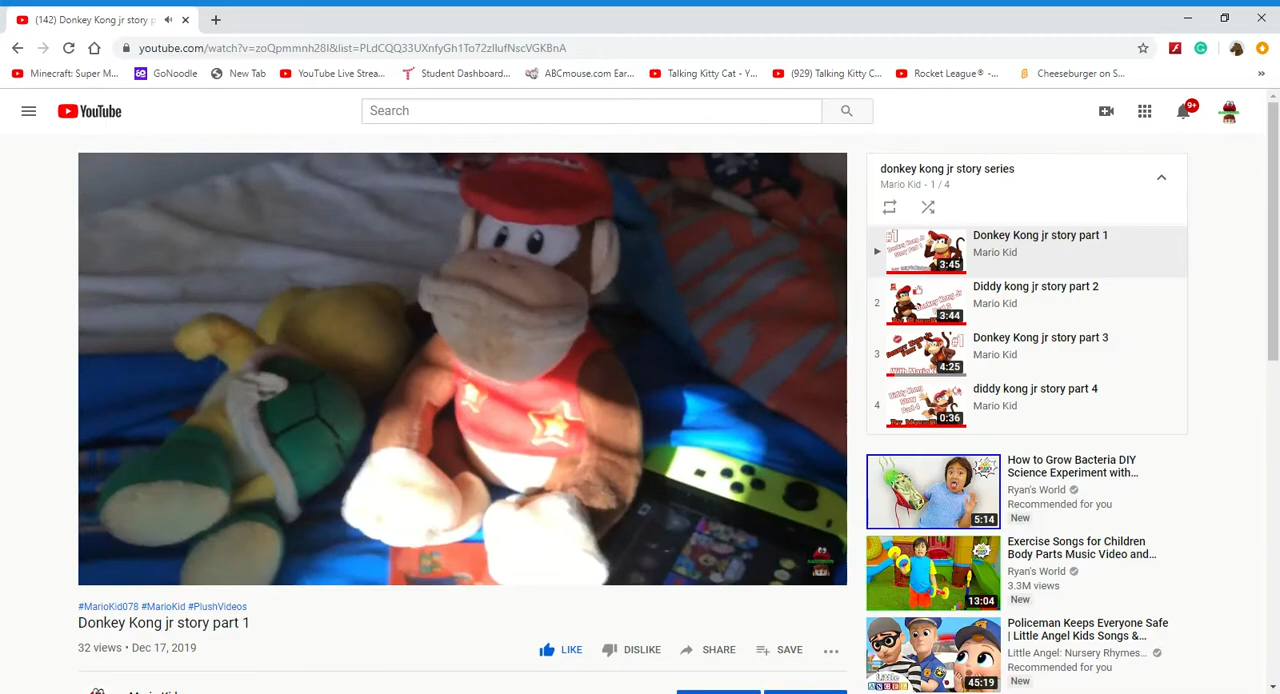 (142) Donkey Kong jr story p
youtube.com/watch?v=zoQpmmnh28I&list=PLdCQQ33UXnfyGh1To72zIlufNscVGKBnA
Minecraft: Super M... GoNoodle New Tab YouTube Live Strea... Student Dashboard... ABCmouse.com Ear... Talking Kitty Cat - Y... (929) Talking Kitty C... Rocket League® -... Cheeseburger on S... »
YouTube
Search
9+
donkey kong jr story series
Mario Kid - 1 / 4
Donkey Kong jr story part 1
Mario Kid
3:45
2
Diddy kong jr story part 2
Mario Kid
3:44
3
Donkey Kong jr story part 3
Mario Kid
4:25
4
diddy kong jr story part 4
Mario Kid
0:36
How to Grow Bacteria DIY
Science Experiment with...
Ryan's World
Recommended for you
New
5:14
Exercise Songs for Children
Body Parts Music Video and...
Ryan's World
3.3M views
New
13:04
Policeman Keeps Everyone Safe
| Little Angel Kids Songs &...
Little Angel: Nursery Rhymes...
Recommended for you
New
45:19
#MarioKid078 #MarioKid #PlushVideos
Donkey Kong jr story part 1
32 views • Dec 17, 2019
LIKE DISLIKE SHARE SAVE